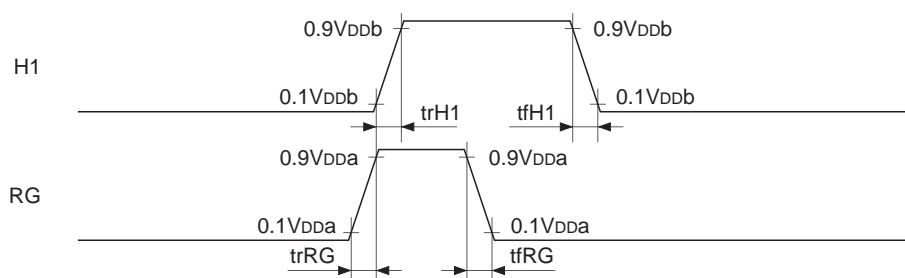 0.9VDDb 0.9VDDb
H1
0.1VDDb 0.1VDDb
trH1 tfH1
0.9VDDa 0.9VDDa
RG
0.1VDDa 0.1VDDa
trRG tfRG